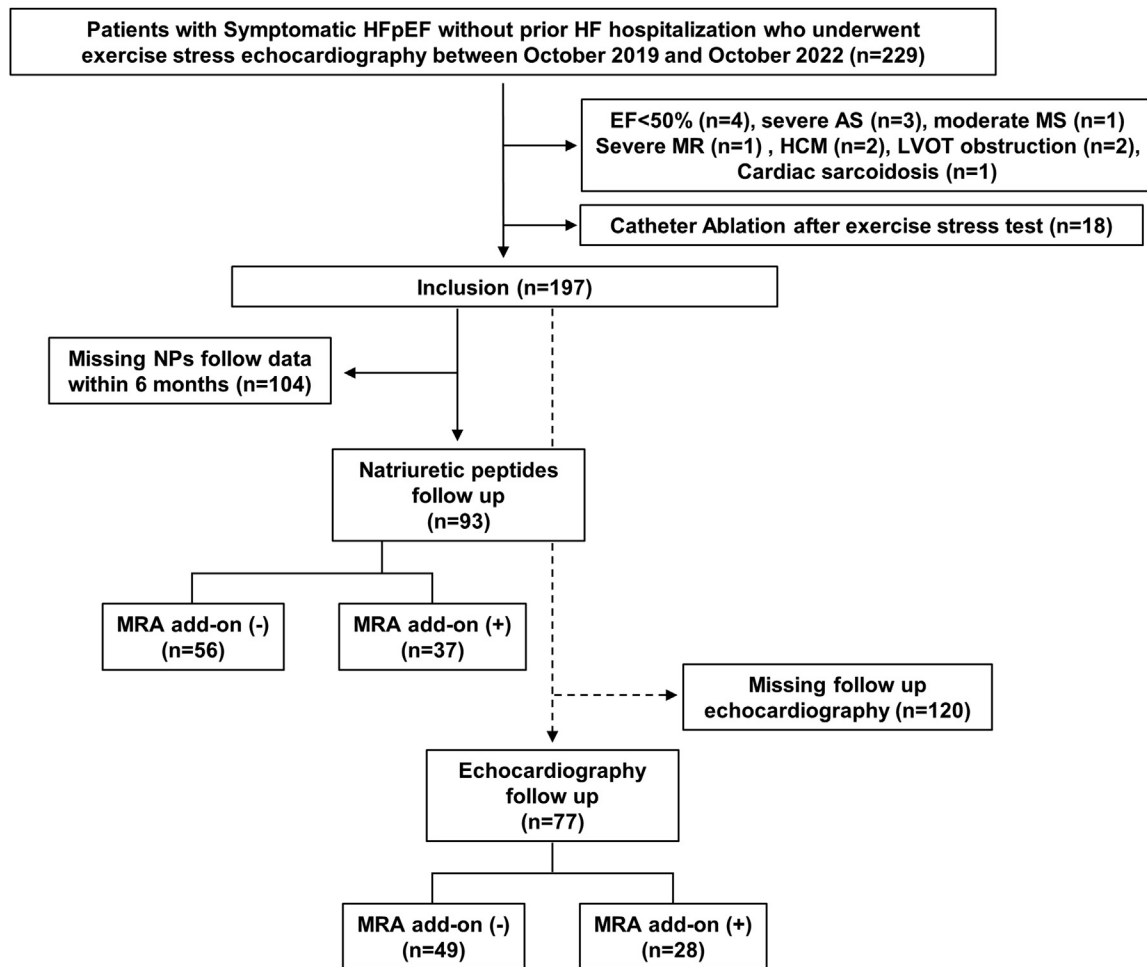 Patients with Symptomatic HFpEF without prior HF hospitalization who underwent
exercise stress echocardiography between October 2019 and October 2022 (n=229)
EF<50% (n=4), severe AS (n=3), moderate MS (n=1)
Severe MR (n=1) , HCM (n=2), LVOT obstruction (n=2),
Cardiac sarcoidosis (n=1)
Catheter Ablation after exercise stress test (n=18)
Inclusion (n=197)
Missing NPs follow data
within 6 months (n=104)
Natriuretic peptides
follow up
(n=93)
MRA add-on (-)
(n=56)
MRA add-on (+)
(n=37)
Missing follow up
echocardiography (n=120)
Echocardiography
follow up
(n=77)
MRA add-on (-)
(n=49)
MRA add-on (+)
(n=28)